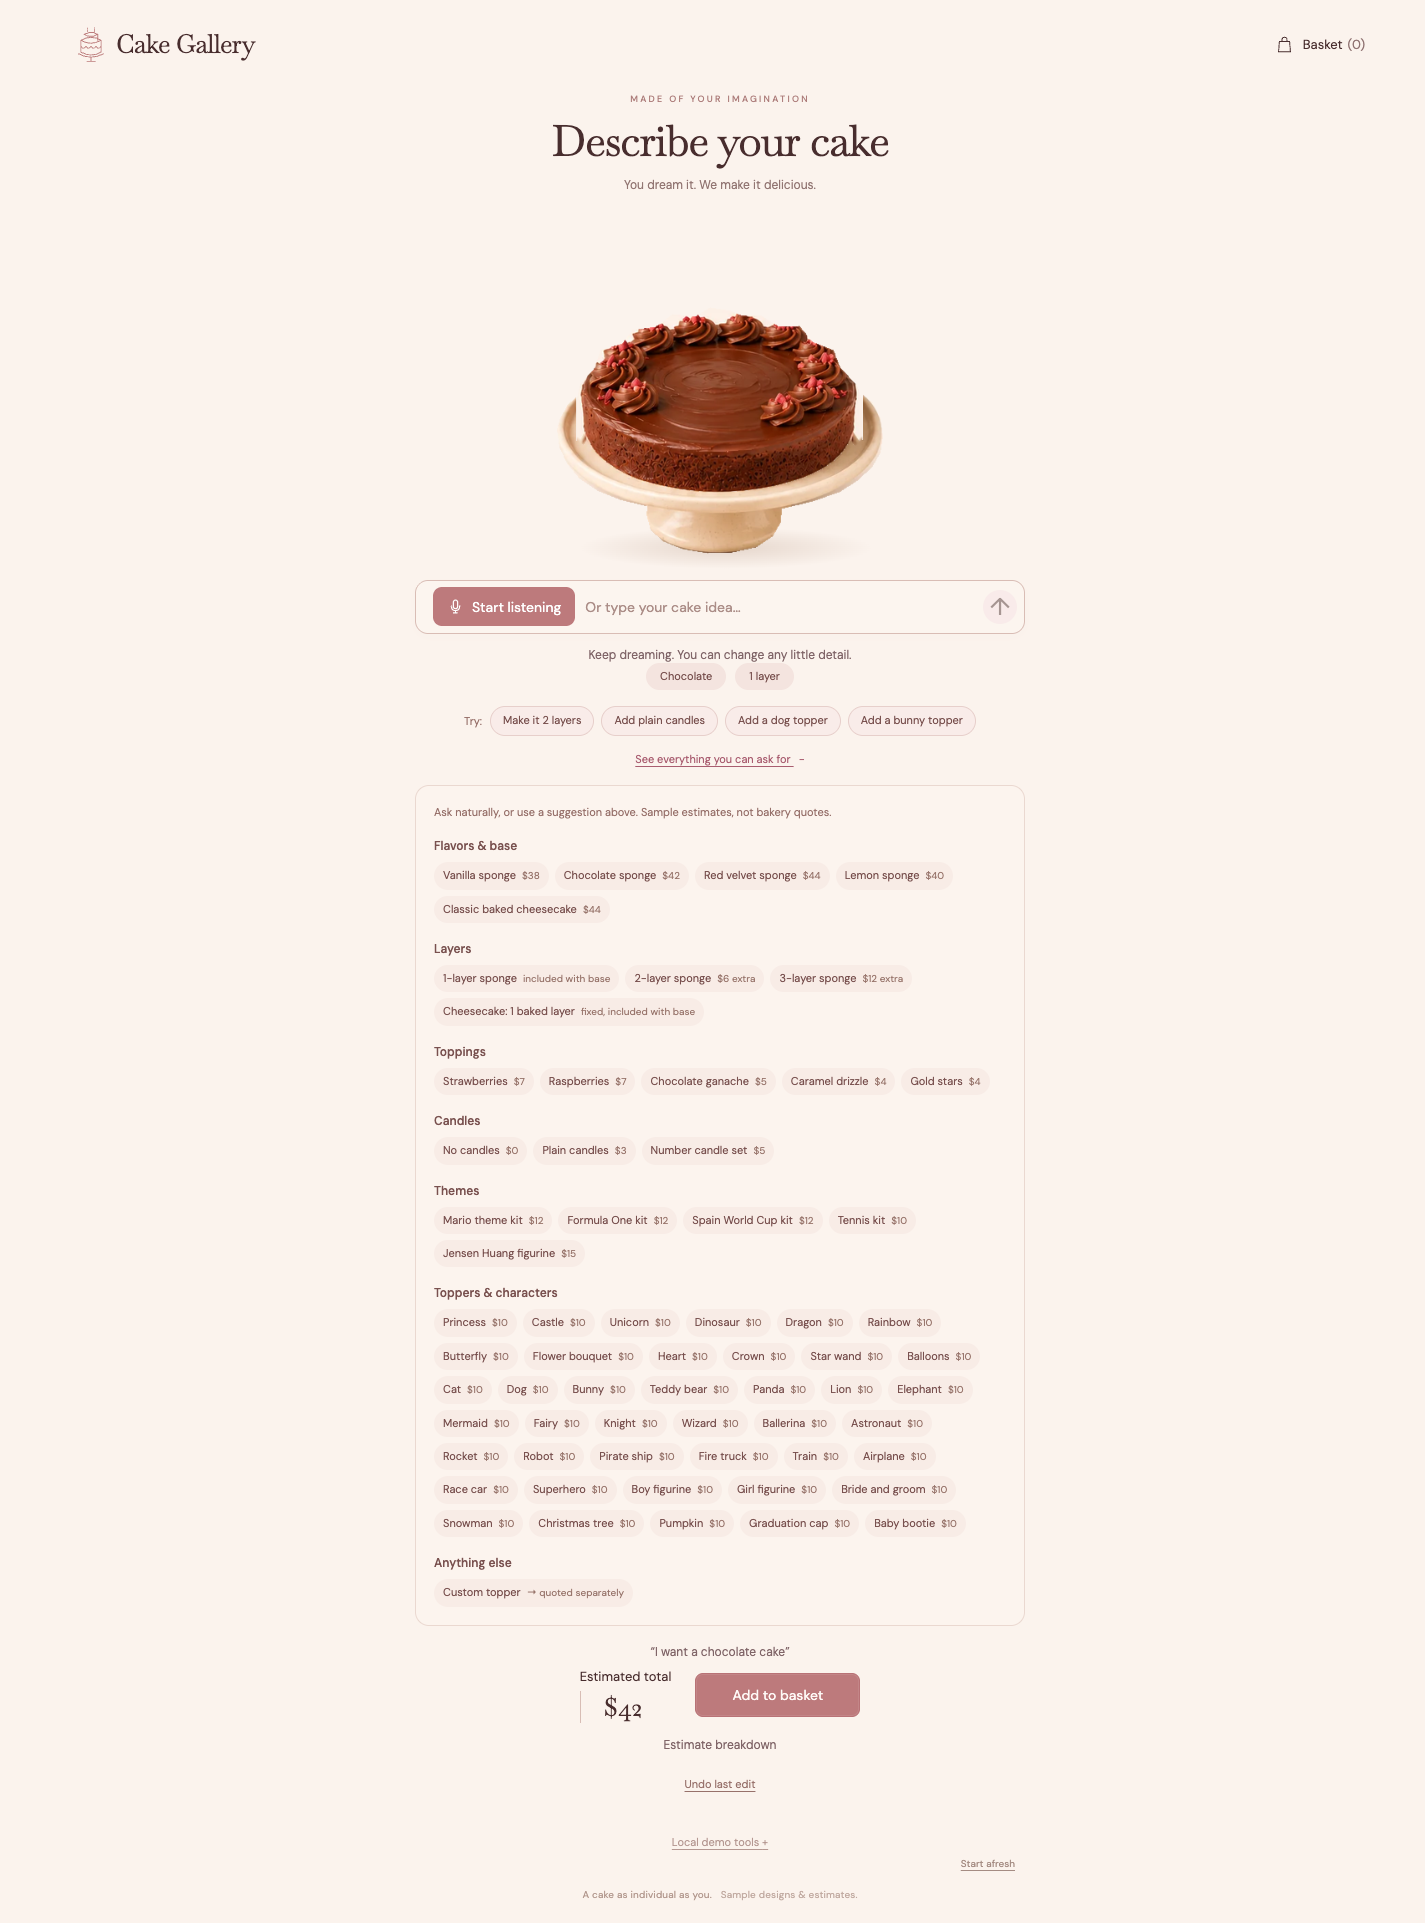 Cake Gallery
Basket (0)
MADE OF YOUR IMAGINATION
Describe your cake
You dream it. We make it delicious.
Start listening
Or type your cake idea...
Keep dreaming. You can change any little detail.
Chocolate 1 layer
Try: Make it 2 layers Add plain candles Add a dog topper Add a bunny topper
See everything you can ask for -
Ask naturally, or use a suggestion above. Sample estimates, not bakery quotes.
Flavors & base
Vanilla sponge $38 Chocolate sponge $42 Red velvet sponge $44 Lemon sponge $40
Classic baked cheesecake $44
Layers
1-layer sponge included with base 2-layer sponge $6 extra 3-layer sponge $12 extra
Cheesecake: 1 baked layer fixed, included with base
Toppings
Strawberries $7 Raspberries $7 Chocolate ganache $5 Caramel drizzle $4 Gold stars $4
Candles
No candles $0 Plain candles $3 Number candle set $5
Themes
Mario theme kit $12 Formula One kit $12 Spain World Cup kit $12 Tennis kit $10
Jensen Huang figurine $15
Toppers & characters
Princess $10 Castle $10 Unicorn $10 Dinosaur $10 Dragon $10 Rainbow $10
Butterfly $10 Flower bouquet $10 Heart $10 Crown $10 Star wand $10 Balloons $10
Cat $10 Dog $10 Bunny $10 Teddy bear $10 Panda $10 Lion $10 Elephant $10
Mermaid $10 Fairy $10 Knight $10 Wizard $10 Ballerina $10 Astronaut $10
Rocket $10 Robot $10 Pirate ship $10 Fire truck $10 Train $10 Airplane $10
Race car $10 Superhero $10 Boy figurine $10 Girl figurine $10 Bride and groom $10
Snowman $10 Christmas tree $10 Pumpkin $10 Graduation cap $10 Baby bootie $10
Anything else
Custom topper → quoted separately
“I want a chocolate cake”
Estimated total
$42
Add to basket
Estimate breakdown
Undo last edit
Local demo tools +
Start afresh
A cake as individual as you. Sample designs & estimates.